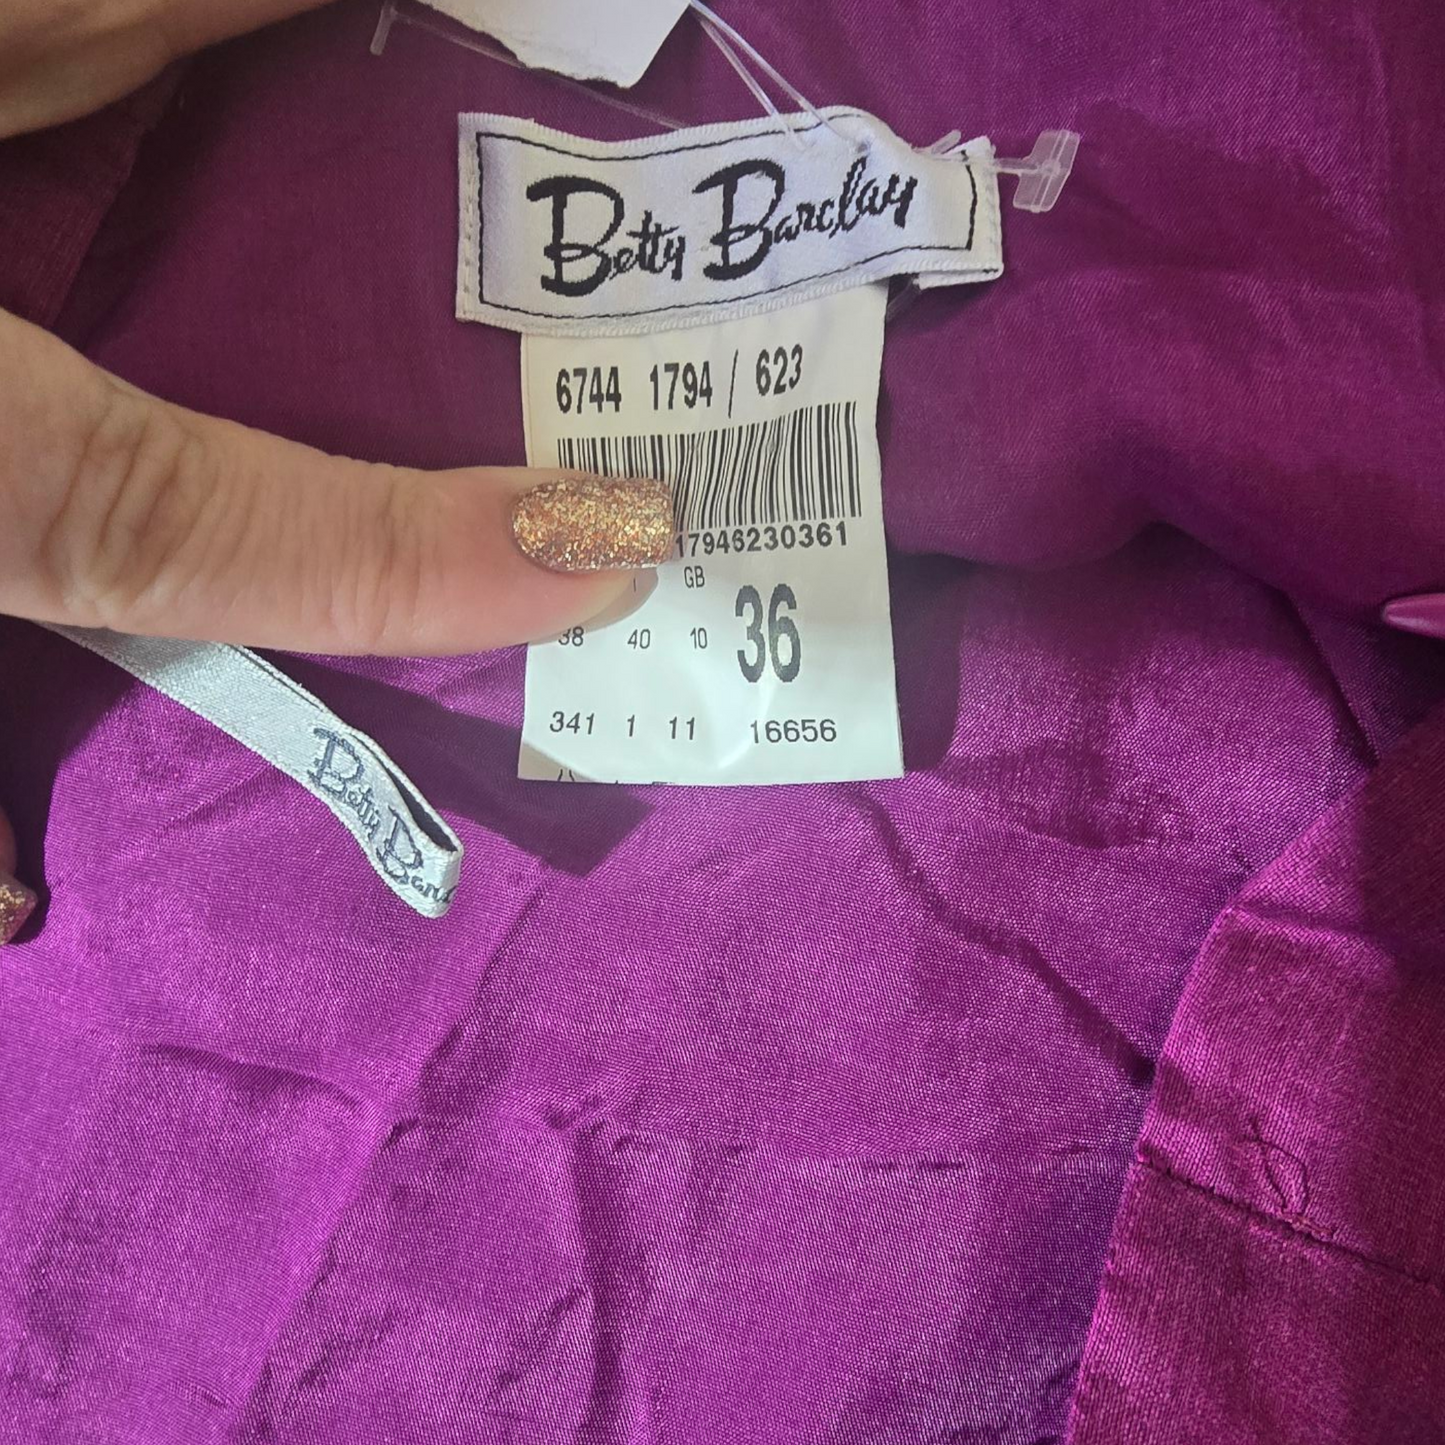 Betty Barclay
6744 1794 / 623
17946230361
GB
38 40 10 36
341 1 11 16656
Betty Barc